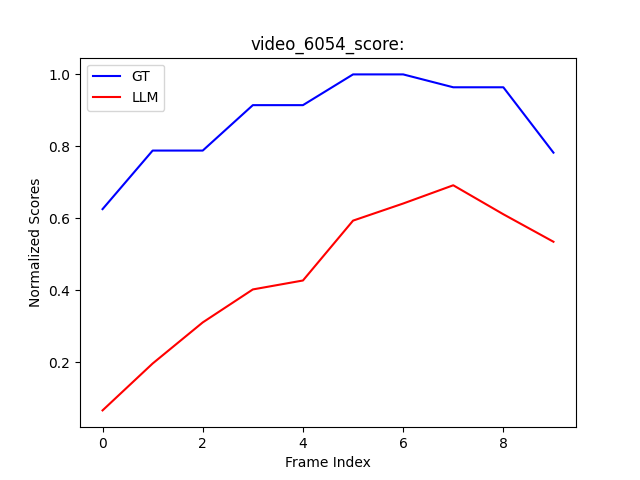 video_6054_score:
GT
LLM
1.0
0.8
0.6
0.4
0.2
Normalized Scores
0 2 4 6 8
Frame Index